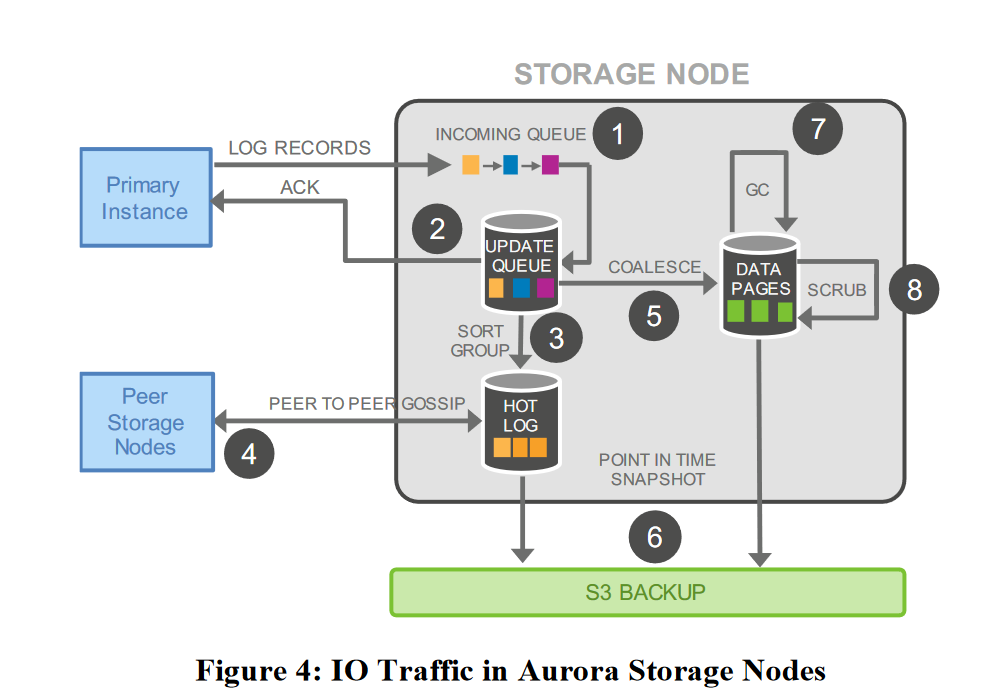 STORAGE NODE
INCOMING QUEUE
1
7
LOG RECORDS
Primary
Instance
ACK
2
GC
UPDATE
QUEUE
COALESCE
DATA
PAGES
SCRUB
8
5
SORT
GROUP
3
Peer
Storage
Nodes
PEER TO PEER GOSSIP
4
HOT
LOG
POINT IN TIME
SNAPSHOT
6
S3 BACKUP
Figure 4: IO Traffic in Aurora Storage Nodes